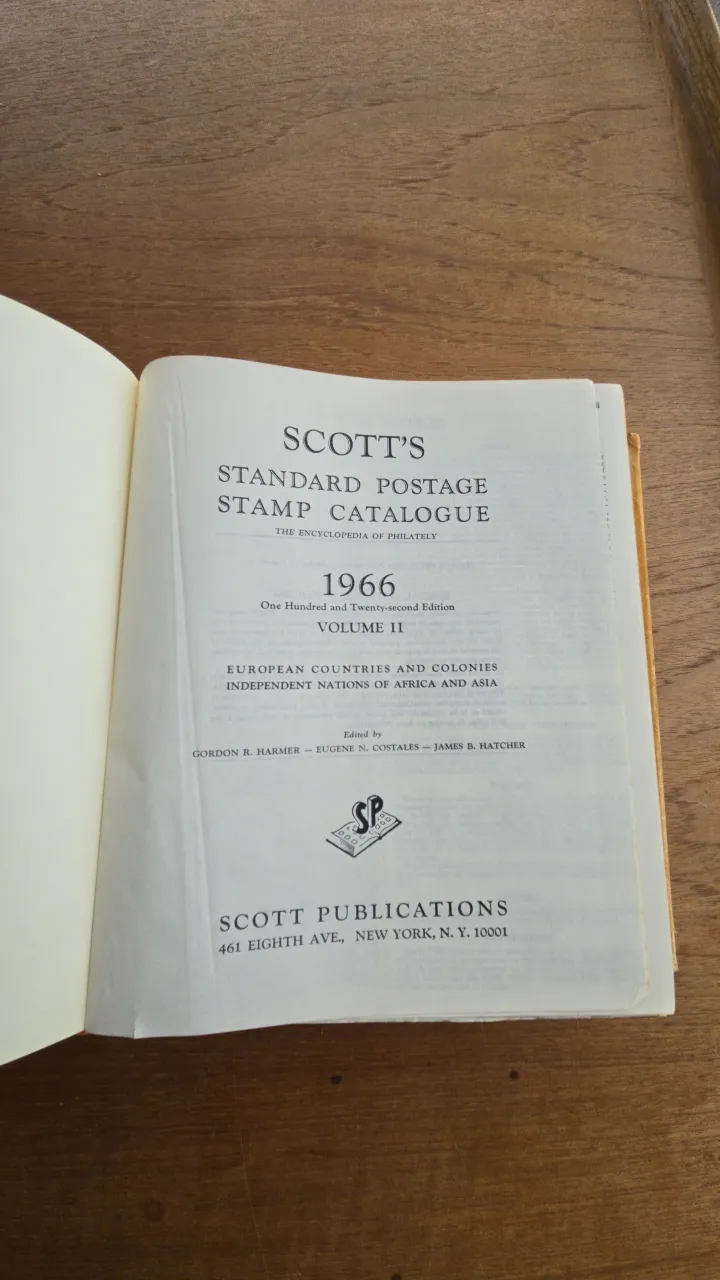 SCOTT'S
STANDARD POSTAGE
STAMP CATALOGUE
THE ENCYCLOPEDIA OF PHILATELY
1966
One Hundred and Twenty-second Edition
VOLUME II
EUROPEAN COUNTRIES AND COLONIES
INDEPENDENT NATIONS OF AFRICA AND ASIA
Edited by
GORDON R. HARMER — EUGENE N. COSTALES — JAMES B. HATCHER
SP
SCOTT PUBLICATIONS
461 EIGHTH AVE., NEW YORK, N. Y. 10001